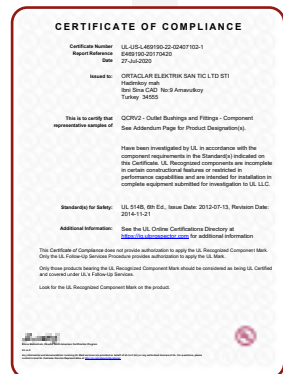 CERTIFICATE OF COMPLIANCE
Certificate Number UL-US-L469190-22-02407102-1
Report Reference E469190-20170420
Date 27-Jul-2020
Issued to: ORTACLAR ELEKTRIK SAN TIC LTD STI
Hadimkoy mah
Ibni Sina CAD No:9 Arnavutkoy
Turkey 34555
This is to certify that QCRV2 - Outlet Bushings and Fittings - Component
representative samples of See Addendum Page for Product Designation(s).
Have been investigated by UL in accordance with the
component requirements in the Standard(s) indicated on
this Certificate. UL Recognized components are incomplete
in certain constructional features or restricted in
performance capabilities and are intended for installation in
complete equipment submitted for investigation to UL LLC.
Standard(s) for Safety: UL 514B, 6th Ed., Issue Date: 2012-07-13, Revision Date:
2014-11-21
Additional Information: See the UL Online Certifications Directory at
https://iq.ulprospector.com for additional information
This Certificate of Compliance does not provide authorization to apply the UL Recognized Component Mark.
Only the UL Follow-Up Services Procedure provides authorization to apply the UL Mark.
Only those products bearing the UL Recognized Component Mark should be considered as being UL Certified
and covered under UL's Follow-Up Services.
Look for the UL Recognized Component Mark on the product.